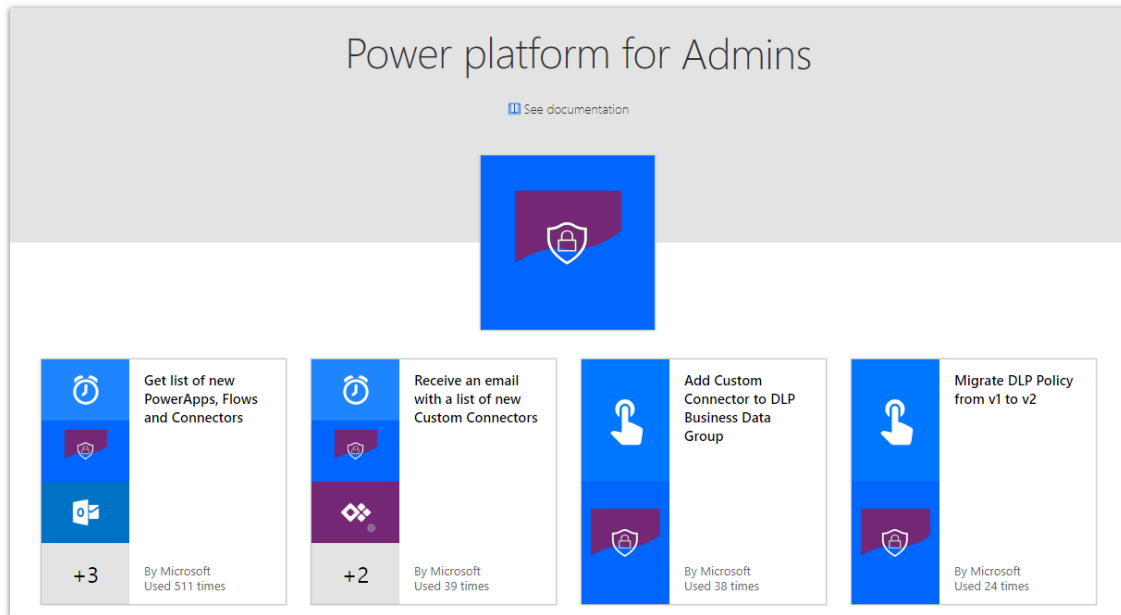 Power platform for Admins
See documentation
Get list of new
PowerApps, Flows
and Connectors
+3
By Microsoft
Used 511 times
Receive an email
with a list of new
Custom Connectors
+2
By Microsoft
Used 39 times
Add Custom
Connector to DLP
Business Data
Group
By Microsoft
Used 38 times
Migrate DLP Policy
from v1 to v2
By Microsoft
Used 24 times